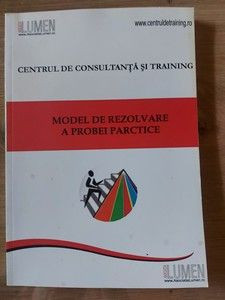 LUMEN
www.centruldetraining.ro
CENTRUL DE CONSULTANȚĂ ȘI TRAINING
MODEL DE REZOLVARE
A PROBEI PARCTICE
LUMEN